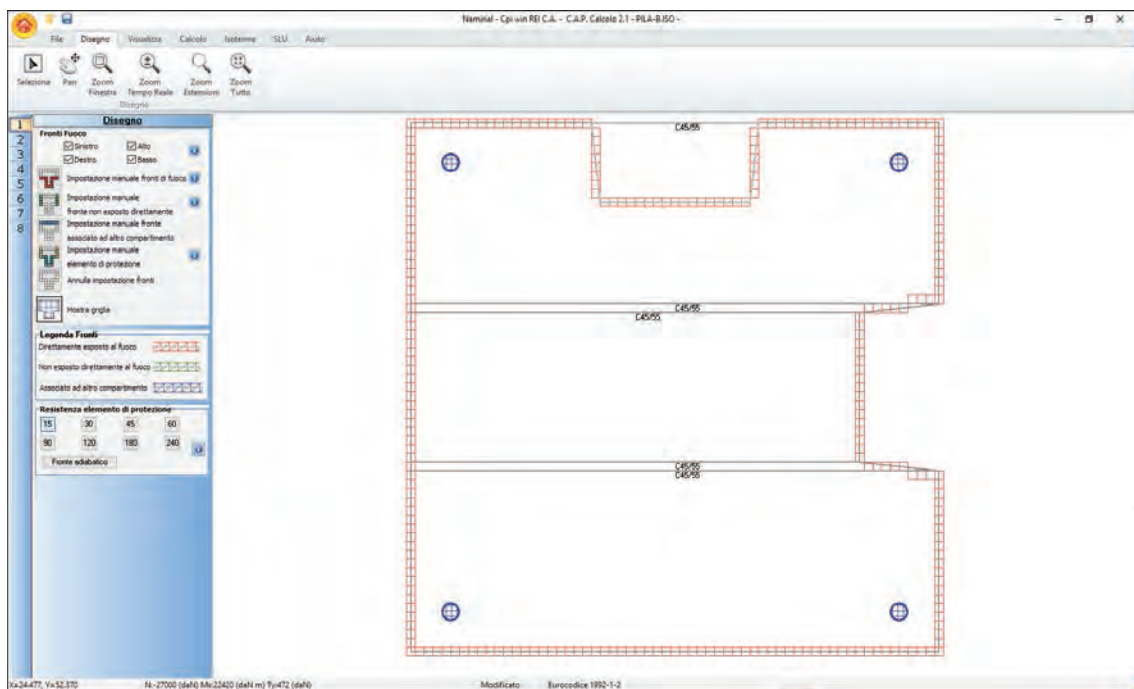 Namirial - Cpi win REI C.A. - C.A.P. Calcolo 2.1 - PILA-B.ISO -
File Disegno Visualizza Calcolo Isoterme SLU Aiuto
Seleziona Pan Zoom Finestra Zoom Tempo Reale Zoom Estensioni Zoom Tutto
Disegno
1
2
3
4
5
6
7
8
Disegno
Fronti Fuoco
Sinistro Alto
Destro Basso
Impostazione manuale fronti di fuoco
Impostazione manuale
fronte non esposto direttamente
Impostazione manuale fronte
associato ad altro compartimento
Impostazione manuale
elemento di protezione
Annulla impostazione fronti
Mostra griglia
Legenda Fronti
Direttamente esposto al fuoco
Non esposto direttamente al fuoco
Associato ad altro compartimento
Resistenza elemento di protezione
15 30 45 60
90 120 180 240
Fronte adiabatico
C45/55
C45/55
C45/55
C45/55
C45/55
X=24.477, Y=52.370 N:-27000 (daN) Mx:22420 (daN m) Ty=472 (daN) Modificato Eurocodice 1992-1-2